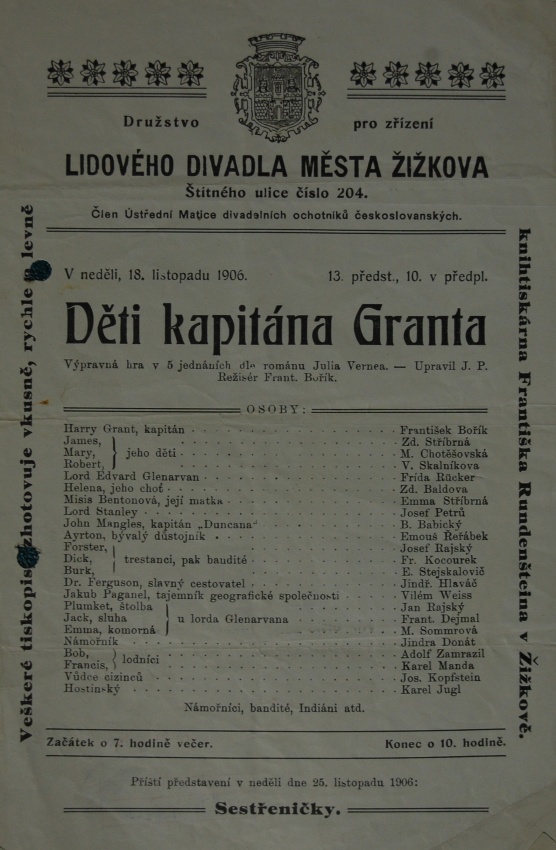 Družstvo pro zřízení
LIDOVÉHO DIVADLA MĚSTA ŽIŽKOVA
Štítného ulice číslo 204.
Člen Ústřední Matice divadelních ochotníků československých.
V neděli, 18. listopadu 1906. 13. předst., 10. v předpl.
Děti kapitána Granta
Výpravná hra v 5 jednáních dle románu Julia Vernea. — Upravil J. P.
Režisér Frant. Bořík.
OSOBY:
Harry Grant, kapitán František Bořík
James, Zd. Stříbrná
Mary, jeho děti M. Chotěšovská
Robert, V. Skalníkova
Lord Edvard Glenarvan Frída Rücker
Helena, jeho choť Zd. Baldova
Misis Bentonová, její matka Emma Stříbrná
Lord Stanley Josef Petrů
John Mangles, kapitán „Duncana" B. Babický
Ayrton, bývalý důstojník Emouš Řeřábek
Forster, Josef Rajský
Dick, trestanci, pak bandité Fr. Kocourek
Burk, E. Stejskalovič
Dr. Ferguson, slavný cestovatel Jindř. Hlaváč
Jakub Paganel, tajemník geografické společnosti Vilém Weiss
Plumket, štolba Jan Rajský
Jack, sluha u lorda Glenarvana Frant. Dejmal
Emma, komorná M. Sommrová
Námořník Jindra Donát
Bob, Adolf Zamrazil
Francis, lodníci Karel Manda
Vůdce cizinců Jos. Kopfstein
Hostinský Karel Jugl
Námořníci, bandité, Indiáni atd.
Začátek o 7. hodině večer. Konec o 10. hodině.
Příští představení v neděli dne 25. listopadu 1906:
Sestřeničky.
Veškeré tiskopisy zhotovuje vkusně, rychle a levně
knihtiskárna Františka Rundenšteina v Žižkově.